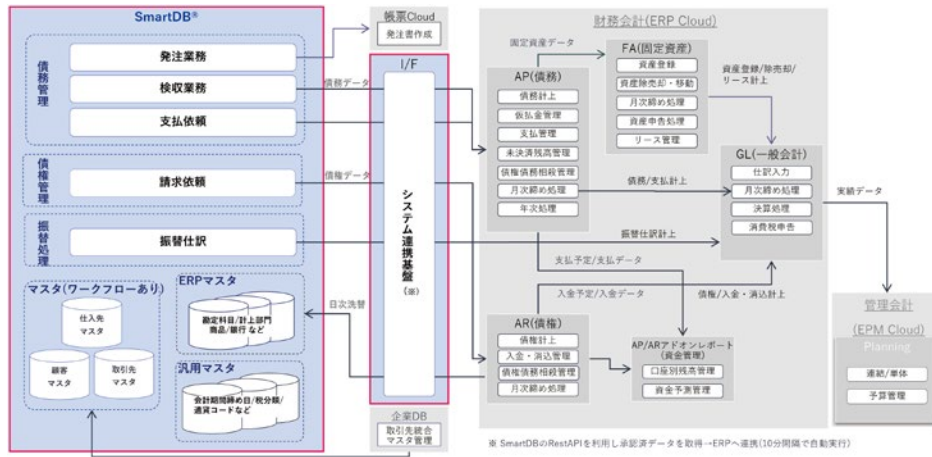 SmartDB®
債務管理
発注業務
検収業務
支払依頼
債権管理
請求依頼
振替処理
振替仕訳
マスタ(ワークフローあり)
仕入先
マスタ
顧客
マスタ
取引先
マスタ
ERPマスタ
勘定科目/計上部門
商品/銀行 など
汎用マスタ
会計期間締め日/税分類/
通貨コードなど
帳票Cloud
発注書作成
I/F
システム連携基盤
(※)
債務データ
債権データ
日次洗替
企業DB
取引先統合
マスタ管理
財務会計(ERP Cloud)
固定資産データ
AP(債務)
債務計上
仮払金管理
支払管理
未決済残高管理
債権債務相殺管理
月次締め処理
年次処理
FA(固定資産)
資産登録
資産除売却・移動
月次締め処理
資産申告処理
リース管理
資産登録/除売却/
リース計上
GL(一般会計)
仕訳入力
月次締め処理
決算処理
消費税申告
債務/支払計上
振替仕訳計上
支払予定/支払データ
入金予定/入金データ
債権/入金・消込計上
AR(債権)
債権計上
入金・消込管理
債権債務相殺管理
月次締め処理
AP/ARアドオンレポート
(資金管理)
口座別残高管理
資金予測管理
実績データ
管理会計
(EPM Cloud)
Planning
連結/単体
予算管理
※ SmartDBのRestAPIを利用し承認済データを取得→ERPへ連携(10分間隔で自動実行)